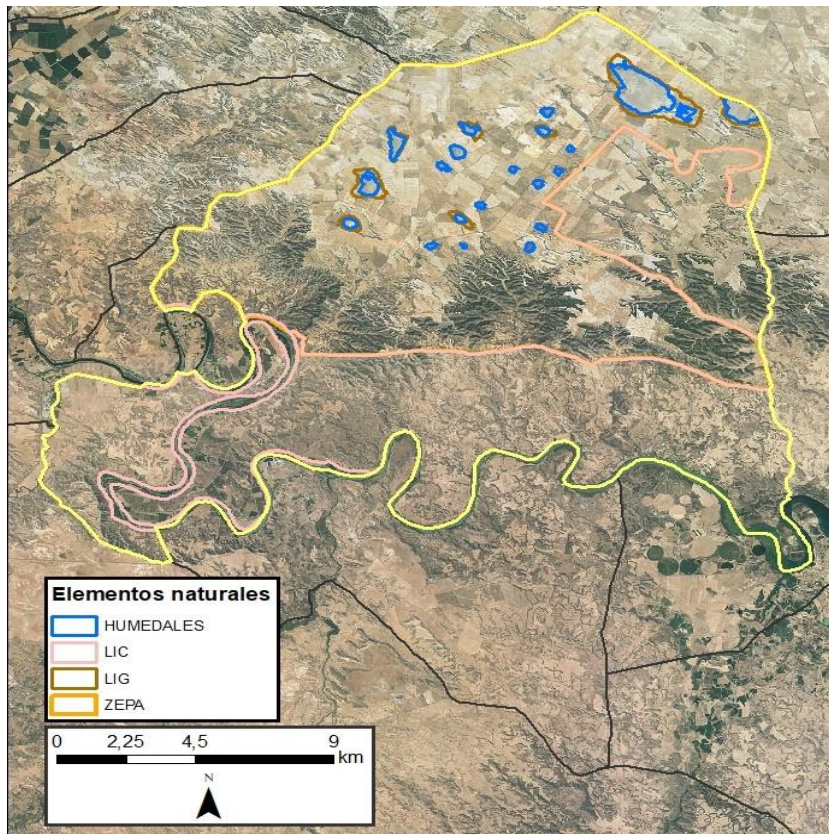 Elementos naturales
HUMEDALES
LIC
LIG
ZEPA
0 2,25 4,5 9
km
N